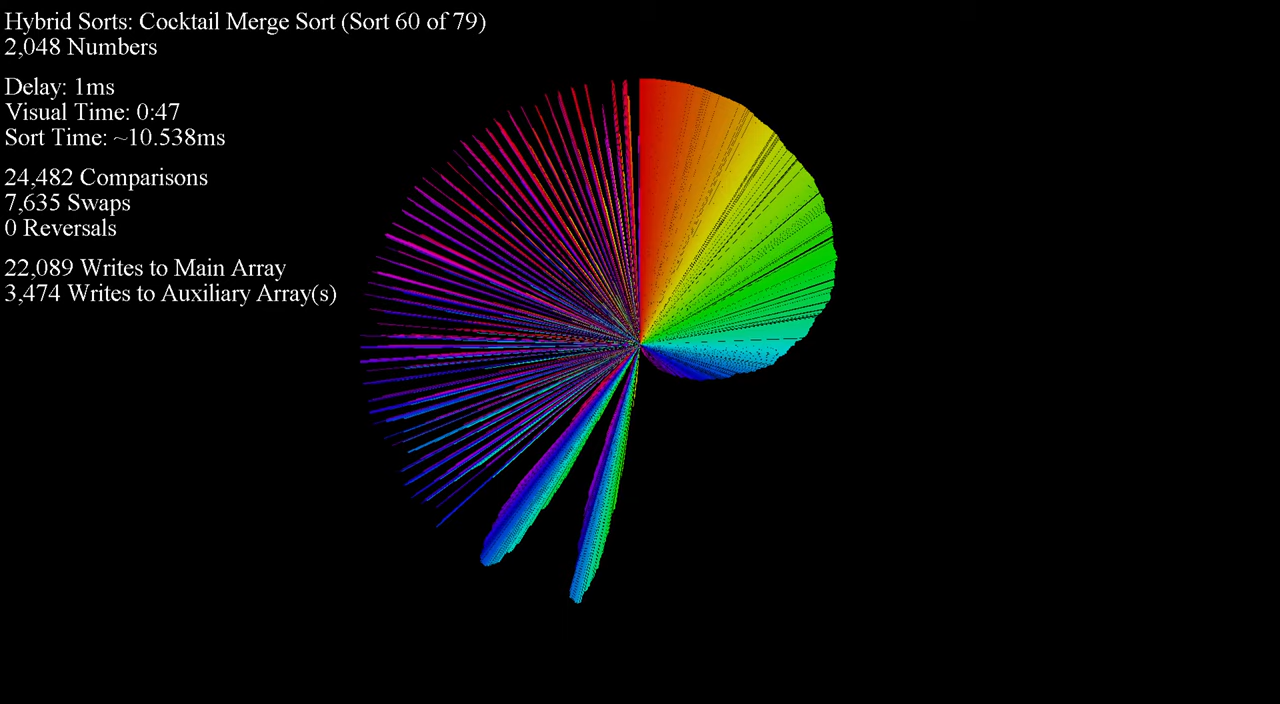 Hybrid Sorts: Cocktail Merge Sort (Sort 60 of 79)
2,048 Numbers
Delay: 1ms
Visual Time: 0:47
Sort Time: ~10.538ms
24,482 Comparisons
7,635 Swaps
0 Reversals
22,089 Writes to Main Array
3,474 Writes to Auxiliary Array(s)